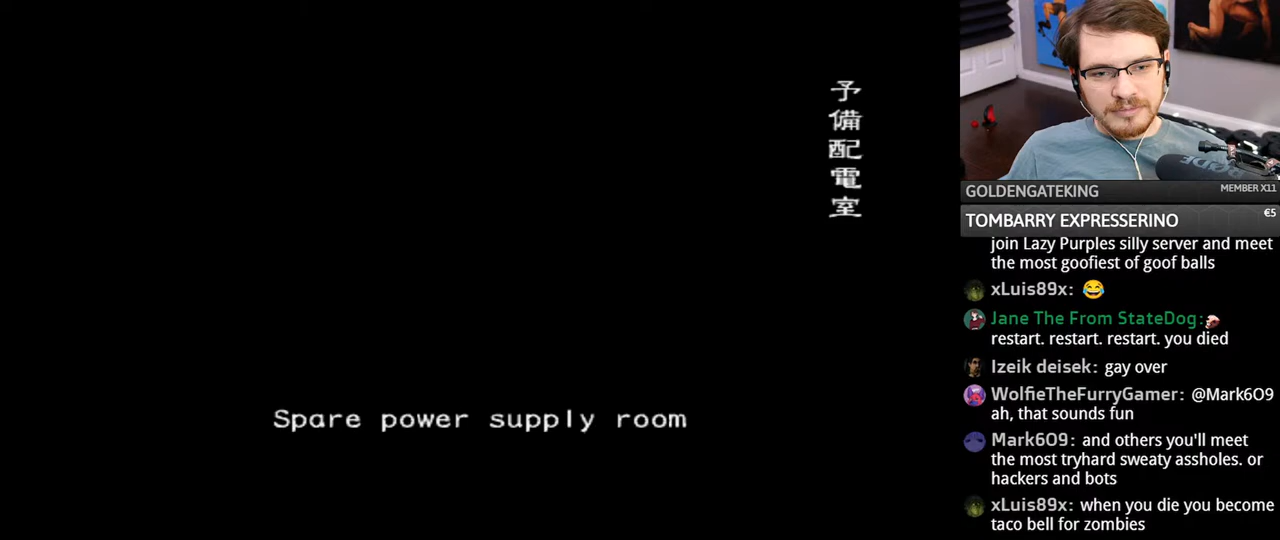 予備配電室
Spare power supply room
RODE
GOLDENGATEKING
MEMBER X11
TOMBARRY EXPRESSERINO
€5
join Lazy Purples silly server and meet
the most goofiest of goof balls
xLuis89x: 😂
Jane The From StateDog:
restart. restart. restart. you died
Izeik deisek: gay over
WolfieTheFurryGamer: @Mark6O9
ah, that sounds fun
Mark6O9: and others you'll meet
the most tryhard sweaty assholes. or
hackers and bots
xLuis89x: when you die you become
taco bell for zombies